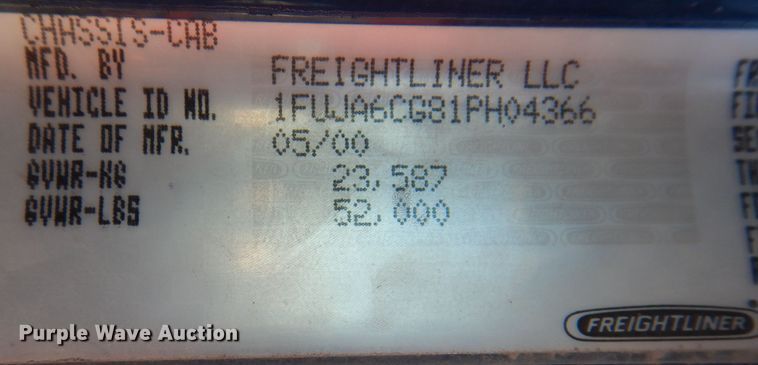 CHASSIS-CAB
MFD. BY FREIGHTLINER LLC
VEHICLE ID NO. 1FUJA6CG81PH04366
DATE OF MFR. 05/00
GVWR-KG 23,587
GVWR-LBS 52,000
FREIGHTLINER
Purple Wave Auction